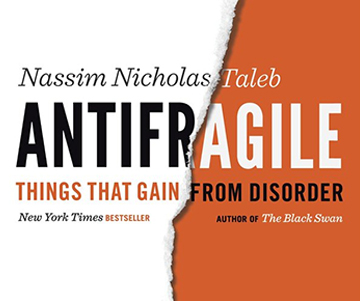 Nassim Nicholas Taleb
ANTIFRAGILE
THINGS THAT GAIN FROM DISORDER
New York Times BESTSELLER AUTHOR OF The Black Swan